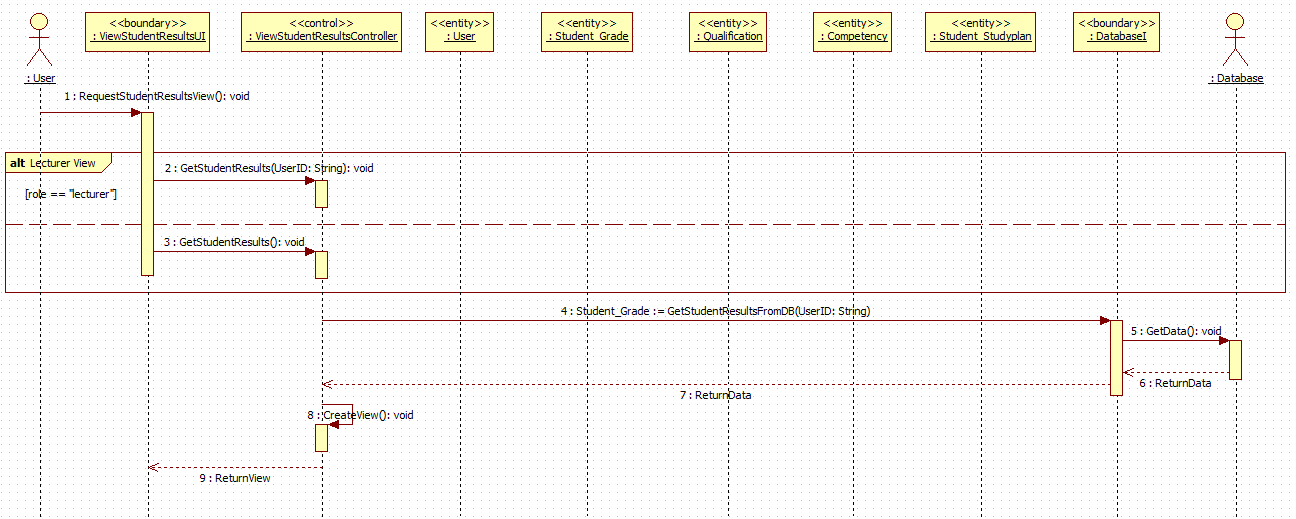 <<boundary>>
: ViewStudentResultsUI
<<control>>
: ViewStudentResultsController
<<entity>>
: User
<<entity>>
: Student_Grade
<<entity>>
: Qualification
<<entity>>
: Competency
<<entity>>
: Student_Studyplan
<<boundary>>
: DatabaseI
: User
: Database
1 : RequestStudentResultsView(): void
alt Lecturer View
2 : GetStudentResults(UserID: String): void
[role == "lecturer"]
3 : GetStudentResults(): void
4 : Student_Grade := GetStudentResultsFromDB(UserID: String)
5 : GetData(): void
6 : ReturnData
7 : ReturnData
8 : CreateView(): void
9 : ReturnView